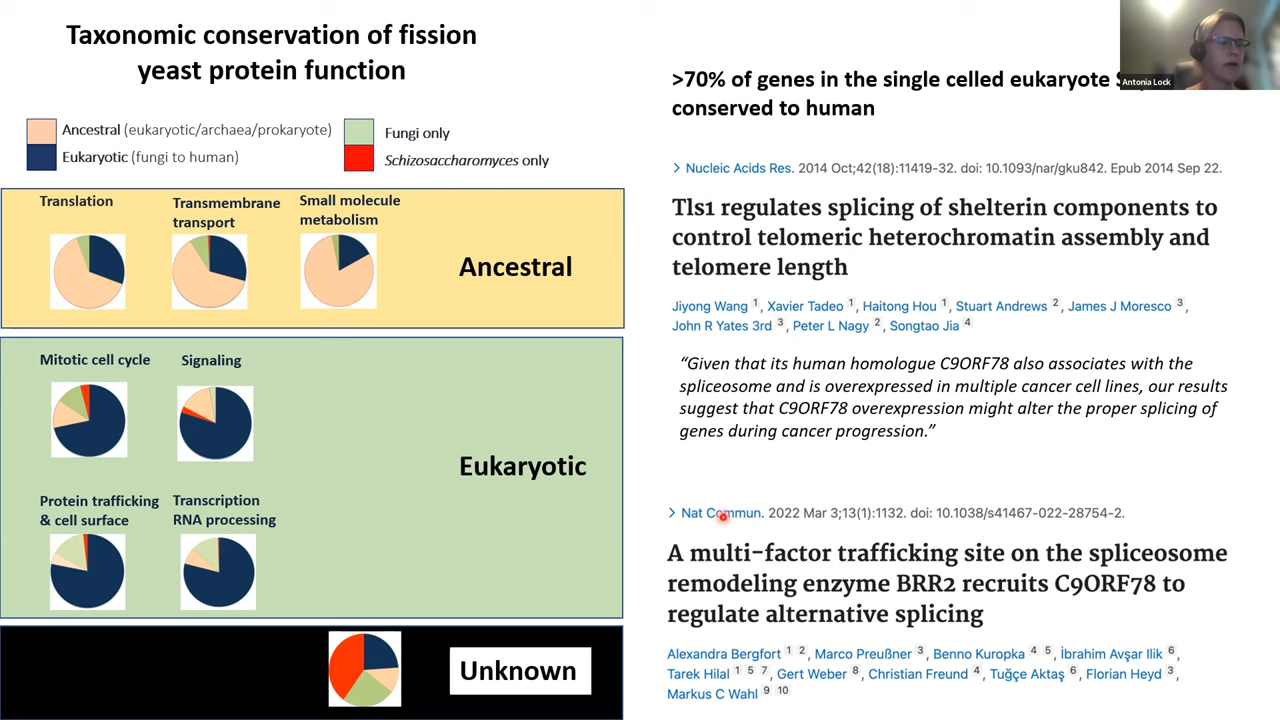 Taxonomic conservation of fission
yeast protein function
Ancestral (eukaryotic/archaea/prokaryote)
Eukaryotic (fungi to human)
Fungi only
Schizosaccharomyces only
Translation
Transmembrane
transport
Small molecule
metabolism
Ancestral
Mitotic cell cycle
Signaling
Eukaryotic
Protein trafficking
& cell surface
Transcription
RNA processing
Unknown
>70% of genes in the single celled eukaryote
conserved to human
Antonia Lock
> Nucleic Acids Res. 2014 Oct;42(18):11419-32. doi: 10.1093/nar/gku842. Epub 2014 Sep 22.
Tls1 regulates splicing of shelterin components to
control telomeric heterochromatin assembly and
telomere length
Jiyong Wang 1, Xavier Tadeo 1, Haitong Hou 1, Stuart Andrews 2, James J Moresco 3,
John R Yates 3rd 3, Peter L Nagy 2, Songtao Jia 4
“Given that its human homologue C9ORF78 also associates with the
spliceosome and is overexpressed in multiple cancer cell lines, our results
suggest that C9ORF78 overexpression might alter the proper splicing of
genes during cancer progression.”
> Nat Commun. 2022 Mar 3;13(1):1132. doi: 10.1038/s41467-022-28754-2.
A multi-factor trafficking site on the spliceosome
remodeling enzyme BRR2 recruits C9ORF78 to
regulate alternative splicing
Alexandra Bergfort 1 2, Marco Preußner 3, Benno Kuropka 4 5, İbrahim Avşar Ilik 6,
Tarek Hilal 1 5 7, Gert Weber 8, Christian Freund 4, Tuğçe Aktaş 6, Florian Heyd 3,
Markus C Wahl 9 10